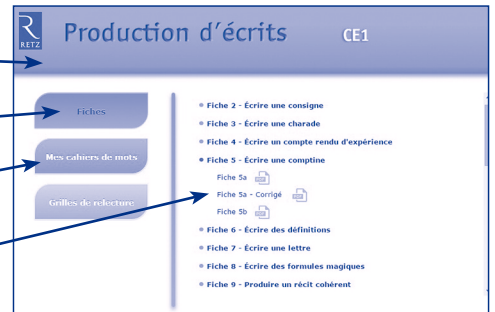 RETZ
Production d'écrits CE1
Fiches
Mes cahiers de mots
Grilles de relecture
Fiche 2 - Écrire une consigne
Fiche 3 - Écrire une charade
Fiche 4 - Écrire un compte rendu d'expérience
Fiche 5 - Écrire une comptine
Fiche 5a
Fiche 5a - Corrigé
Fiche 5b
Fiche 6 - Écrire des définitions
Fiche 7 - Écrire une lettre
Fiche 8 - Écrire des formules magiques
Fiche 9 - Produire un récit cohérent